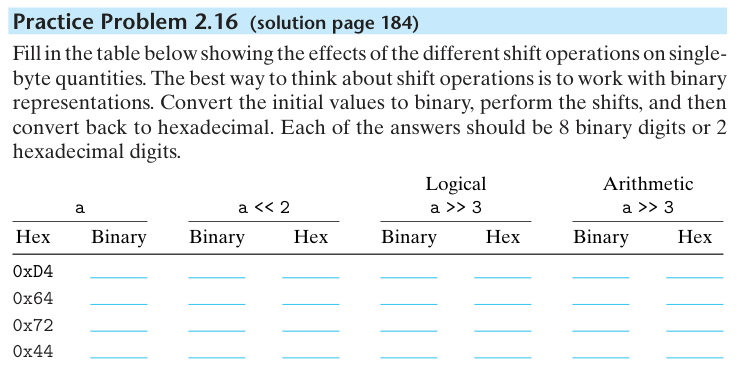 Practice Problem 2.16 (solution page 184)
Fill in the table below showing the effects of the different shift operations on single-
byte quantities. The best way to think about shift operations is to work with binary
representations. Convert the initial values to binary, perform the shifts, and then
convert back to hexadecimal. Each of the answers should be 8 binary digits or 2
hexadecimal digits.
Logical Arithmetic
a a << 2 a >> 3 a >> 3
Hex Binary Binary Hex Binary Hex Binary Hex
0xD4
0x64
0x72
0x44